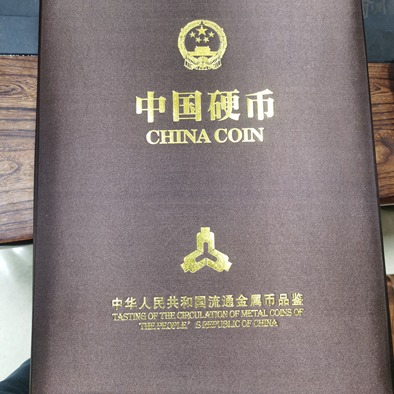 中国硬币
CHINA COIN
中华人民共和国流通金属币品鉴
TASTING OF THE CIRCULATION OF METAL COINS OF
THE PEOPLE'S REPUBLIC OF CHINA